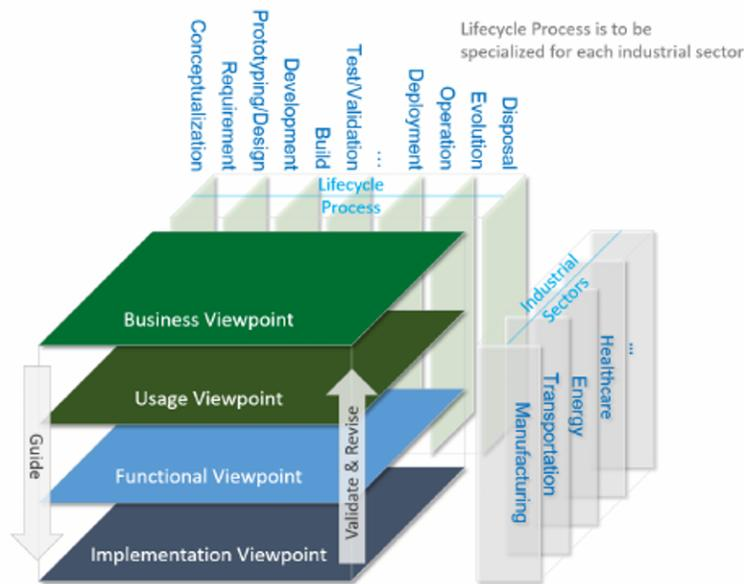 Lifecycle Process is to be
specialized for each industrial sector
Conceptualization
Requirement
Prototyping/Design
Development
Build
Test/Validation
...
Deployment
Operation
Evolution
Disposal
Lifecycle
Process
Business Viewpoint
Usage Viewpoint
Functional Viewpoint
Implementation Viewpoint
Guide
Validate & Revise
Industrial
Sectors
Manufacturing
Transportation
Energy
Healthcare
...